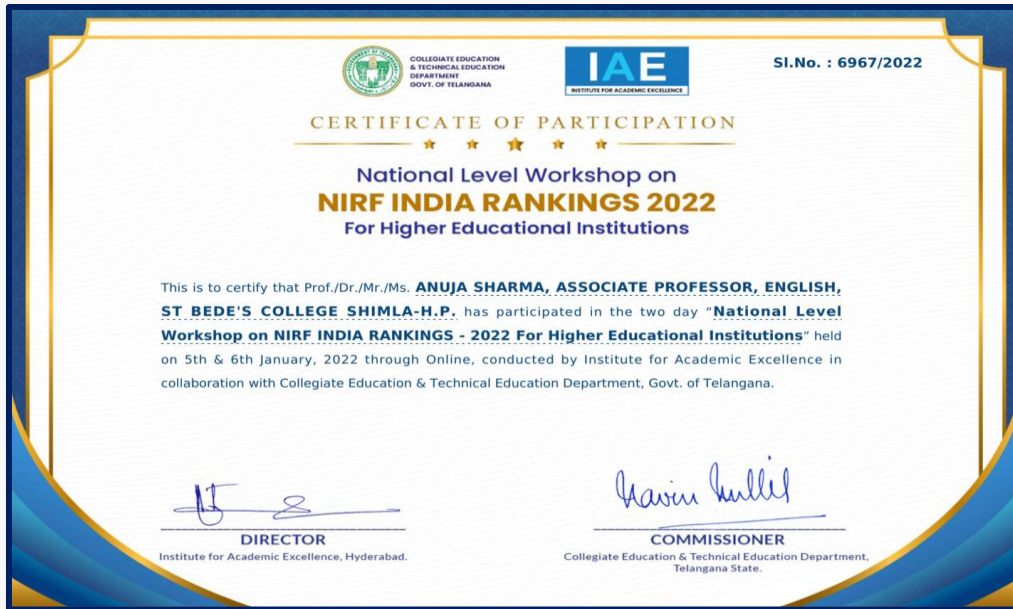 COLLEGIATE EDUCATION
& TECHNICAL EDUCATION
DEPARTMENT
GOVT. OF TELANGANA
IAE
INSTITUTE FOR ACADEMIC EXCELLENCE
Sl.No. : 6967/2022
CERTIFICATE OF PARTICIPATION
National Level Workshop on
NIRF INDIA RANKINGS 2022
For Higher Educational Institutions
This is to certify that Prof./Dr./Mr./Ms. ANUJA SHARMA, ASSOCIATE PROFESSOR, ENGLISH,
ST BEDE'S COLLEGE SHIMLA-H.P. has participated in the two day “National Level
Workshop on NIRF INDIA RANKINGS - 2022 For Higher Educational Institutions” held
on 5th & 6th January, 2022 through Online, conducted by Institute for Academic Excellence in
collaboration with Collegiate Education & Technical Education Department, Govt. of Telangana.
DIRECTOR
Institute for Academic Excellence, Hyderabad.
COMMISSIONER
Collegiate Education & Technical Education Department,
Telangana State.